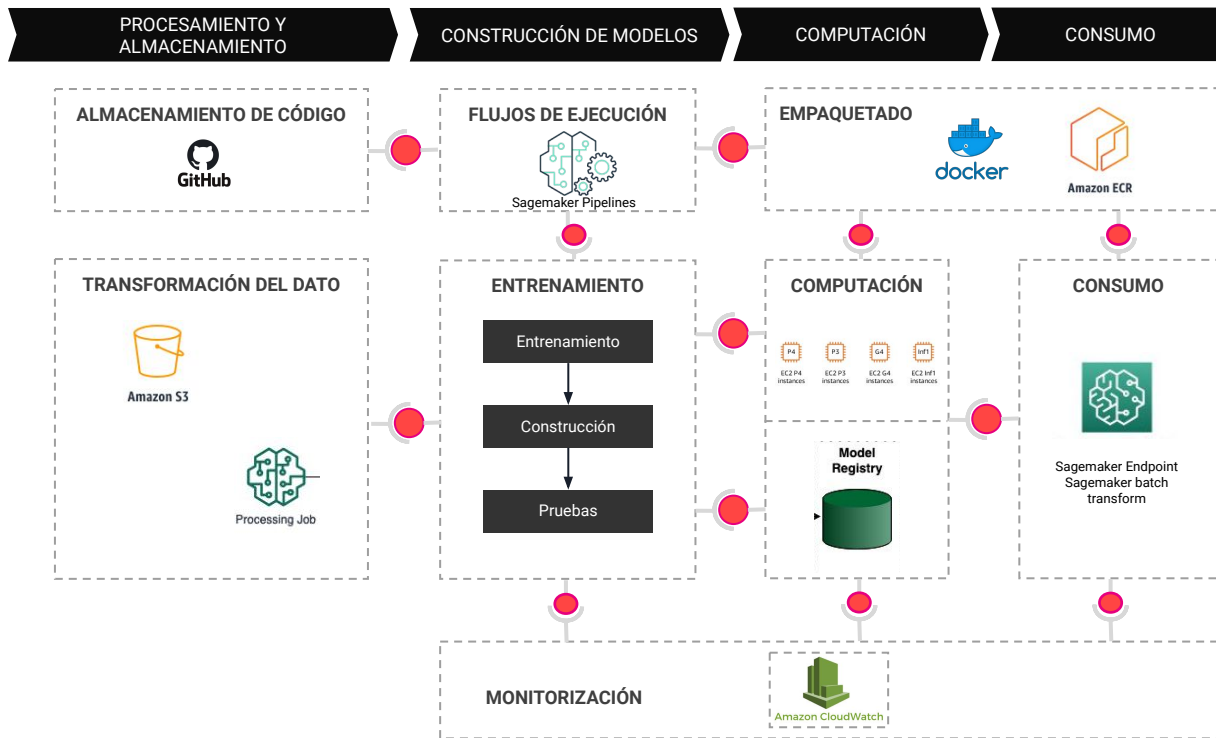 PROCESAMIENTO Y
ALMACENAMIENTO
CONSTRUCCIÓN DE MODELOS
COMPUTACIÓN
CONSUMO
ALMACENAMIENTO DE CÓDIGO
GitHub
FLUJOS DE EJECUCIÓN
Sagemaker Pipelines
EMPAQUETADO
docker
Amazon ECR
TRANSFORMACIÓN DEL DATO
Amazon S3
Processing Job
ENTRENAMIENTO
Entrenamiento
Construcción
Pruebas
COMPUTACIÓN
P4
P3
G4
Inf1
EC2 P4
instances
EC2 P3
instances
EC2 G4
instances
EC2 Inf1
instances
Model
Registry
CONSUMO
Sagemaker Endpoint
Sagemaker batch
transform
MONITORIZACIÓN
Amazon CloudWatch